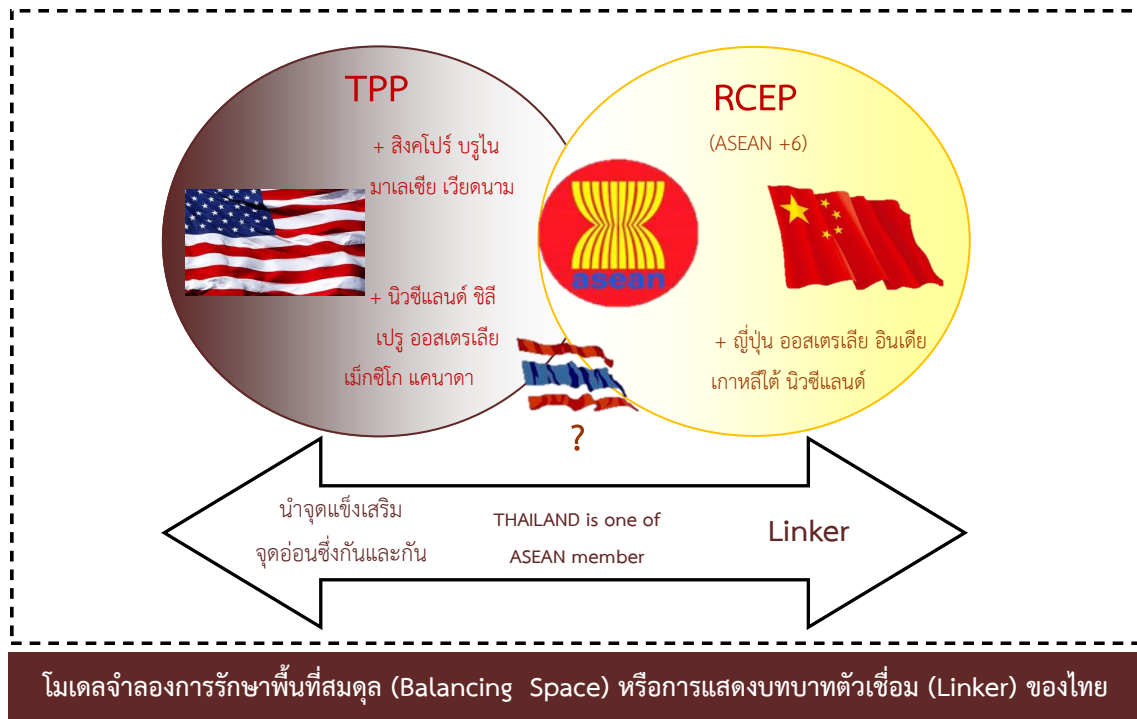 TPP
+ สิงคโปร์ บรูไน
มาเลเซีย เวียดนาม
+ นิวซีแลนด์ ชิลี
เปรู ออสเตรเลีย
เม็กซิโก แคนาดา
RCEP
(ASEAN +6)
asean
+ ญี่ปุ่น ออสเตรเลีย อินเดีย
เกาหลีใต้ นิวซีแลนด์
?
นำจุดแข็งเสริม
จุดอ่อนซึ่งกันและกัน
THAILAND is one of
ASEAN member
Linker
โมเดลจำลองการรักษาพื้นที่สมดุล (Balancing Space) หรือการแสดงบทบาทตัวเชื่อม (Linker) ของไทย